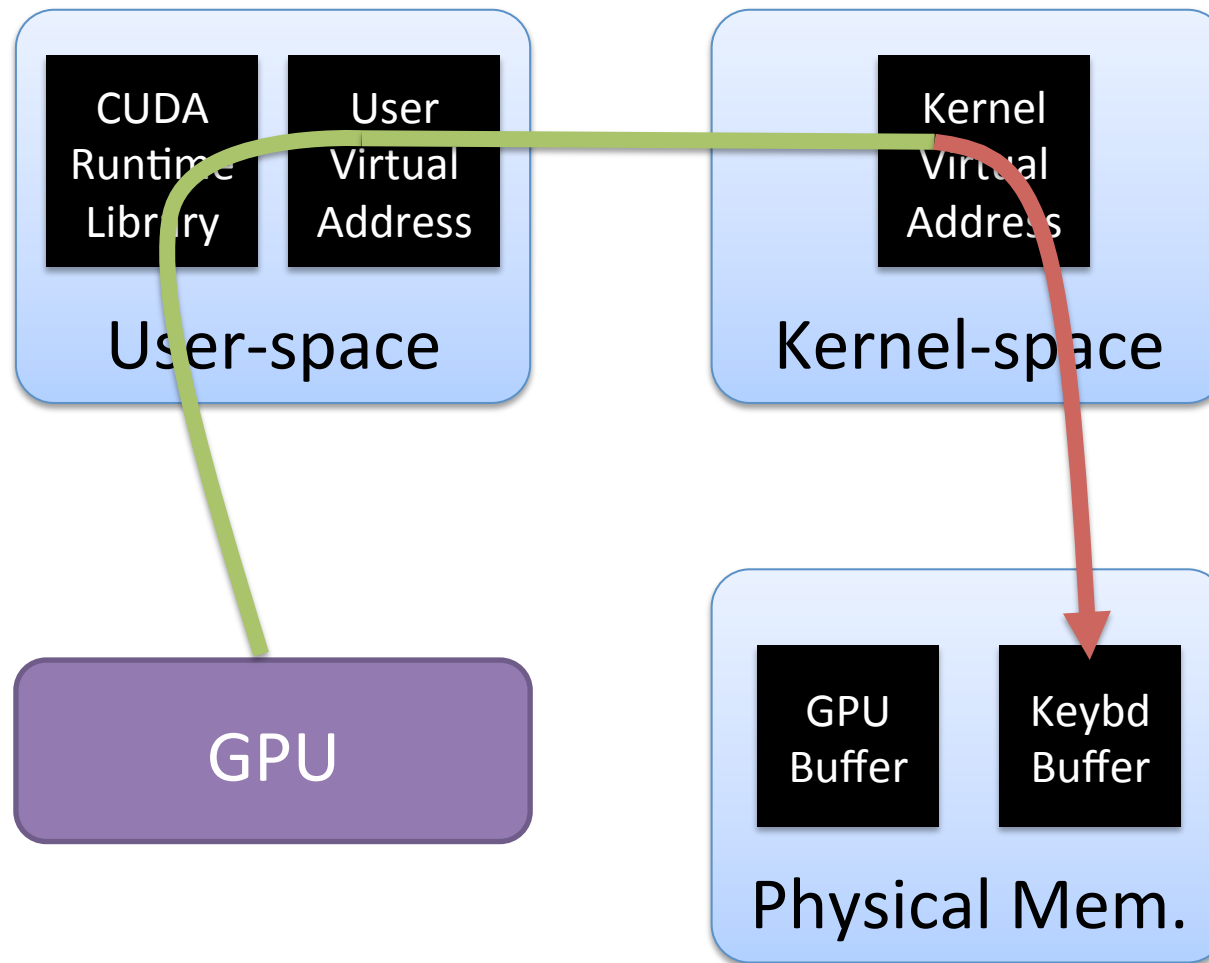 CUDA
Runtime
Library
User
Virtual
Address
User-space
Kernel
Virtual
Address
Kernel-space
GPU
GPU
Buffer
Keybd
Buffer
Physical Mem.